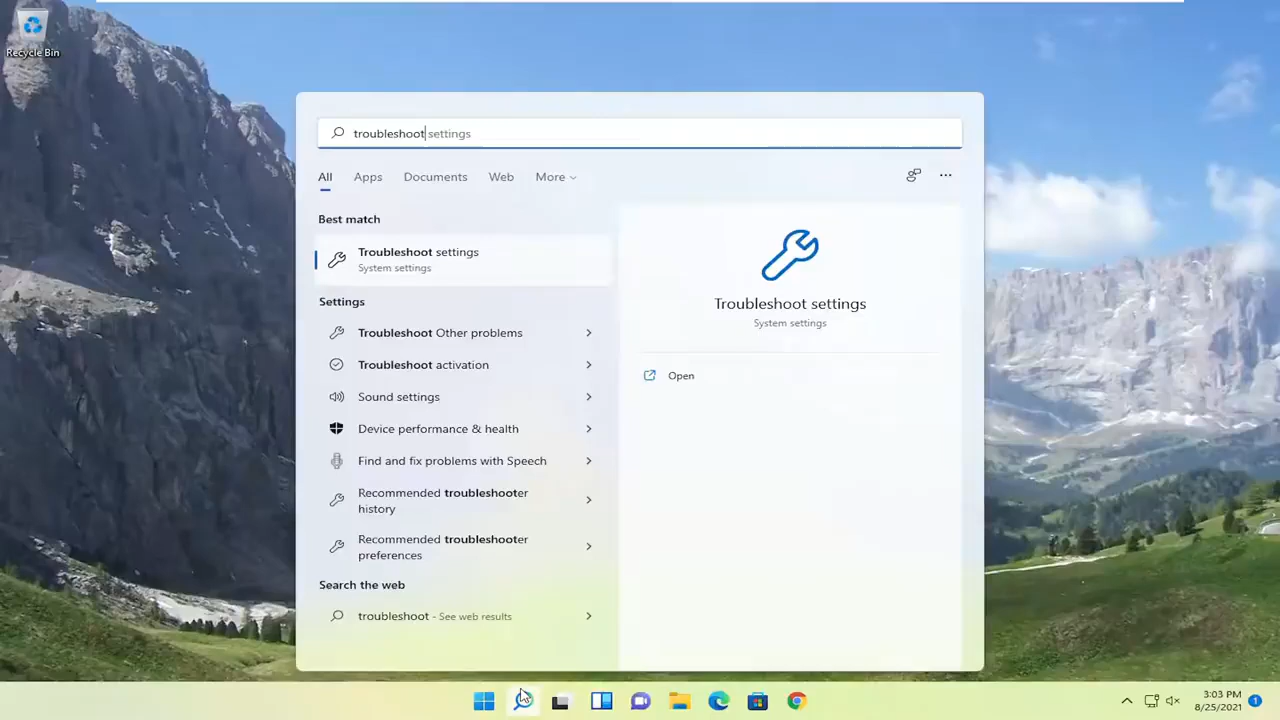 Recycle Bin
troubleshoot settings
All Apps Documents Web More
Best match
Troubleshoot settings
System settings
Settings
Troubleshoot Other problems
Troubleshoot activation
Sound settings
Device performance & health
Find and fix problems with Speech
Recommended troubleshooter
history
Recommended troubleshooter
preferences
Search the web
troubleshoot - See web results
Troubleshoot settings
System settings
Open
3:03 PM
8/25/2021
1